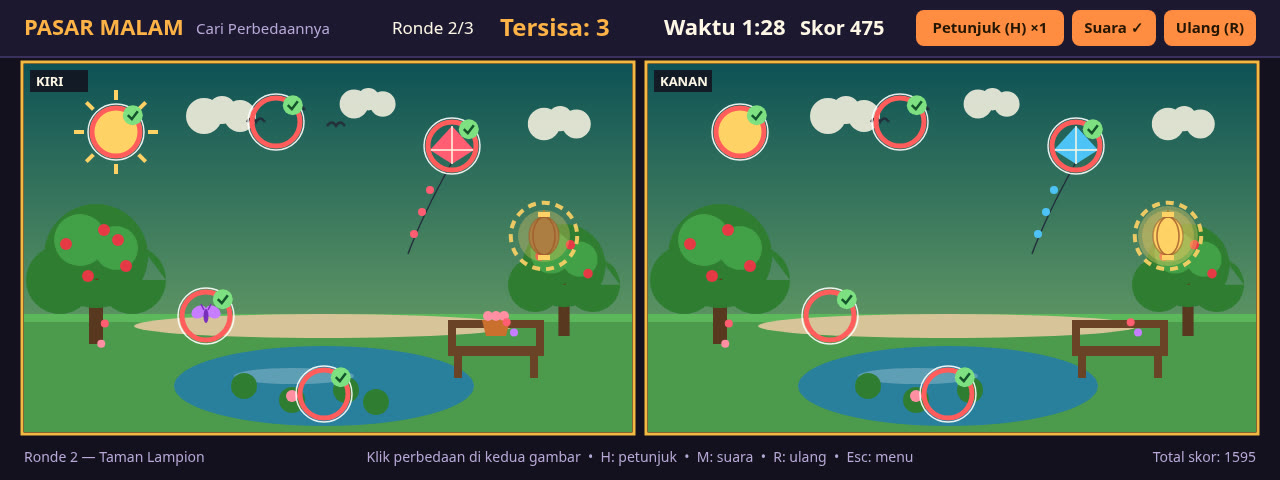 PASAR MALAM Cari Perbedaannya Ronde 2/3 Tersisa: 3 Waktu 1:28 Skor 475 Petunjuk (H) ×1 Suara ✓ Ulang (R)
KIRI KANAN
Ronde 2 — Taman Lampion Klik perbedaan di kedua gambar • H: petunjuk • M: suara • R: ulang • Esc: menu Total skor: 1595